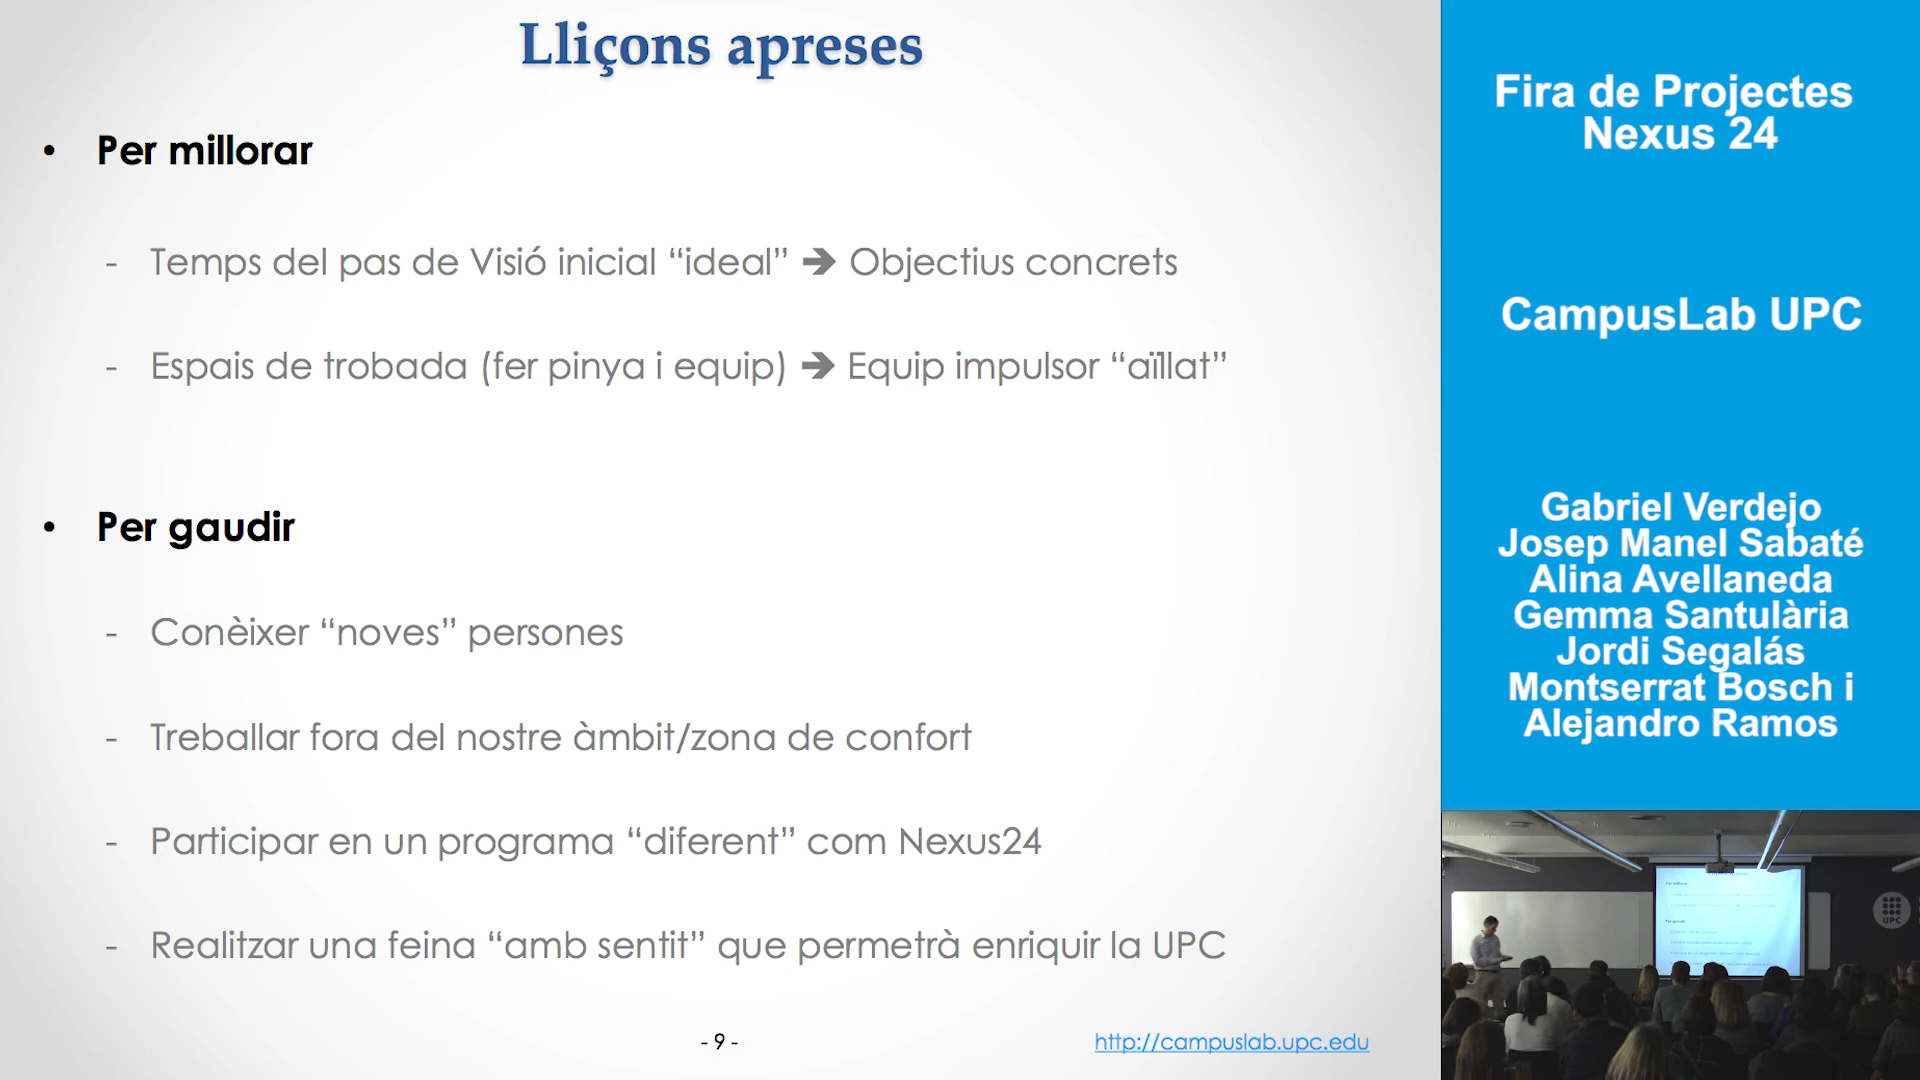 Lliçons apreses
• Per millorar
- Temps del pas de Visió inicial “ideal” ➔ Objectius concrets
- Espais de trobada (fer pinya i equip) ➔ Equip impulsor “aïllat”
• Per gaudir
- Conèixer “noves” persones
- Treballar fora del nostre àmbit/zona de confort
- Participar en un programa “diferent” com Nexus24
- Realitzar una feina “amb sentit” que permetrà enriquir la UPC
- 9 -
http://campuslab.upc.edu
Fira de Projectes
Nexus 24
CampusLab UPC
Gabriel Verdejo
Josep Manel Sabaté
Alina Avellaneda
Gemma Santulària
Jordi Segalás
Montserrat Bosch i
Alejandro Ramos
UPC